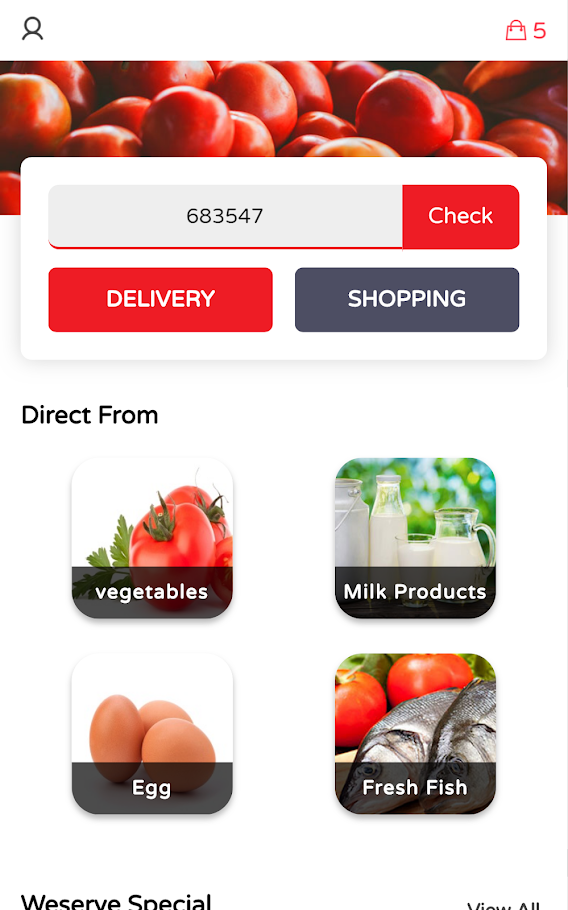 5
683547 Check
DELIVERY SHOPPING
Direct From
vegetables Milk Products
Egg Fresh Fish
Weserve Special View All